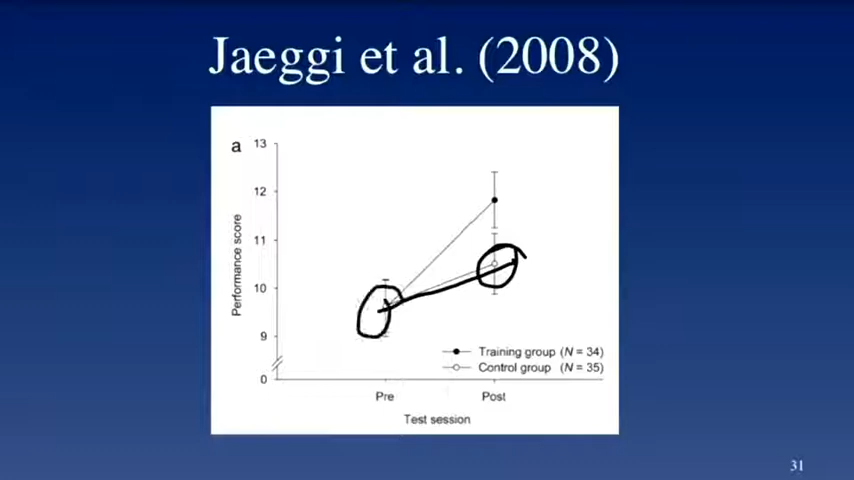 Jaeggi et al. (2008)
a
13
12
11
10
9
0
Performance score
Training group (N = 34)
Control group (N = 35)
Pre
Post
Test session
31